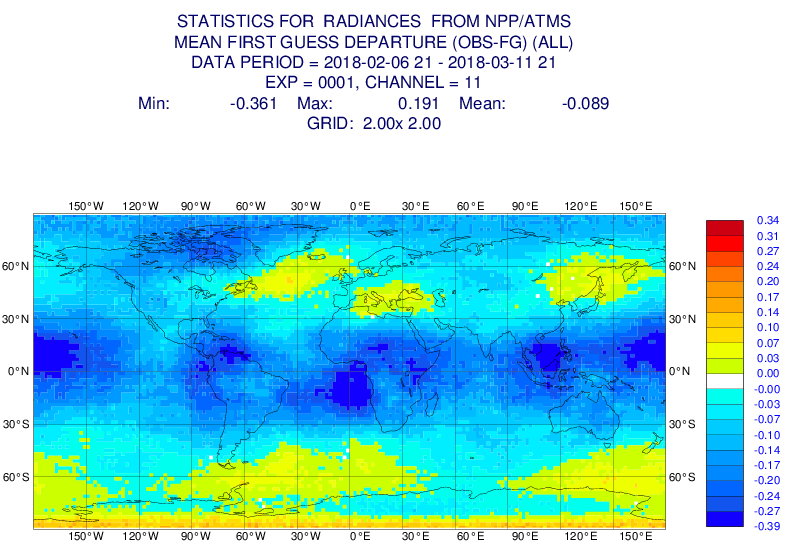 STATISTICS FOR RADIANCES FROM NPP/ATMS
MEAN FIRST GUESS DEPARTURE (OBS-FG) (ALL)
DATA PERIOD = 2018-02-06 21 - 2018-03-11 21
EXP = 0001, CHANNEL = 11
Min: -0.361 Max: 0.191 Mean: -0.089
GRID: 2.00x 2.00
150°W 120°W 90°W 60°W 30°W 0°E 30°E 60°E 90°E 120°E 150°E
60°N 60°N
30°N 30°N
0°N 0°N
30°S 30°S
60°S 60°S
150°W 120°W 90°W 60°W 30°W 0°E 30°E 60°E 90°E 120°E 150°E
0.34
0.31
0.27
0.24
0.20
0.17
0.14
0.10
0.07
0.03
0.00
-0.00
-0.03
-0.07
-0.10
-0.14
-0.17
-0.20
-0.24
-0.27
-0.39